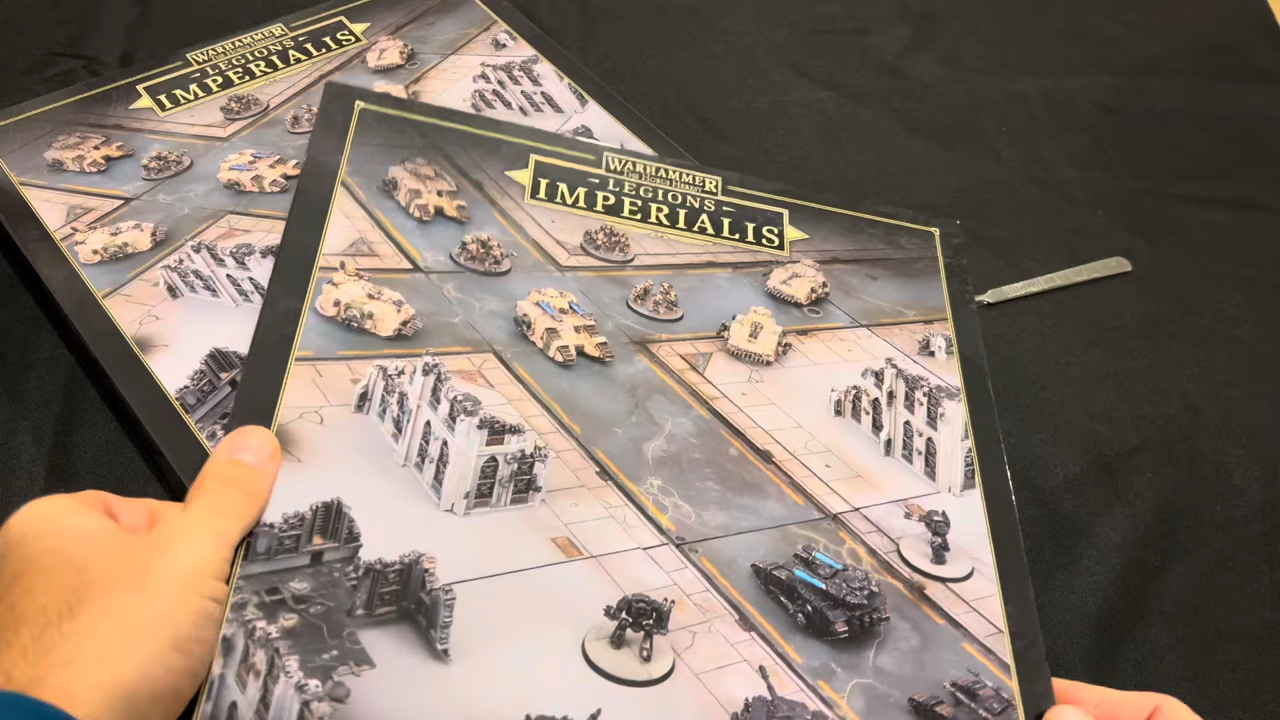 WARHAMMER
THE HORUS HERESY
- LEGIONS -
IMPERIALIS
WARHAMMER
THE HORUS HERESY
- LEGIONS -
IMPERIALIS